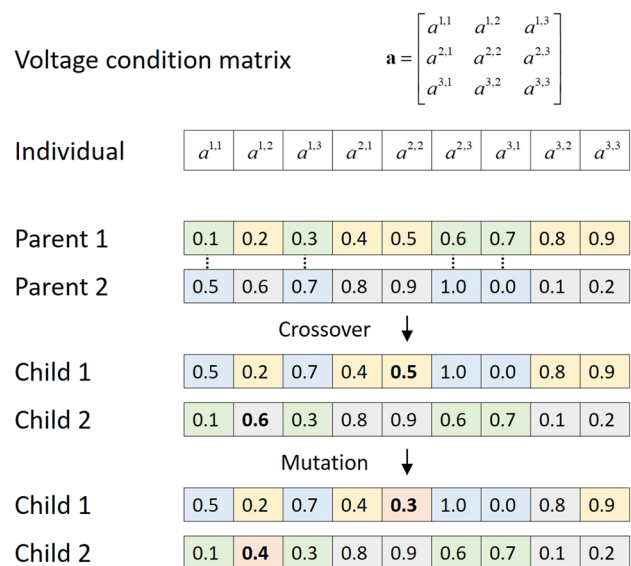 Voltage condition matrix a = [a^{1,1} a^{1,2} a^{1,3}
a^{2,1} a^{2,2} a^{2,3}
a^{3,1} a^{3,2} a^{3,3}]
Individual a^{1,1} a^{1,2} a^{1,3} a^{2,1} a^{2,2} a^{2,3} a^{3,1} a^{3,2} a^{3,3}
Parent 1 0.1 0.2 0.3 0.4 0.5 0.6 0.7 0.8 0.9
Parent 2 0.5 0.6 0.7 0.8 0.9 1.0 0.0 0.1 0.2
Crossover
Child 1 0.5 0.2 0.7 0.4 0.5 1.0 0.0 0.8 0.9
Child 2 0.1 0.6 0.3 0.8 0.9 0.6 0.7 0.1 0.2
Mutation
Child 1 0.5 0.2 0.7 0.4 0.3 1.0 0.0 0.8 0.9
Child 2 0.1 0.4 0.3 0.8 0.9 0.6 0.7 0.1 0.2